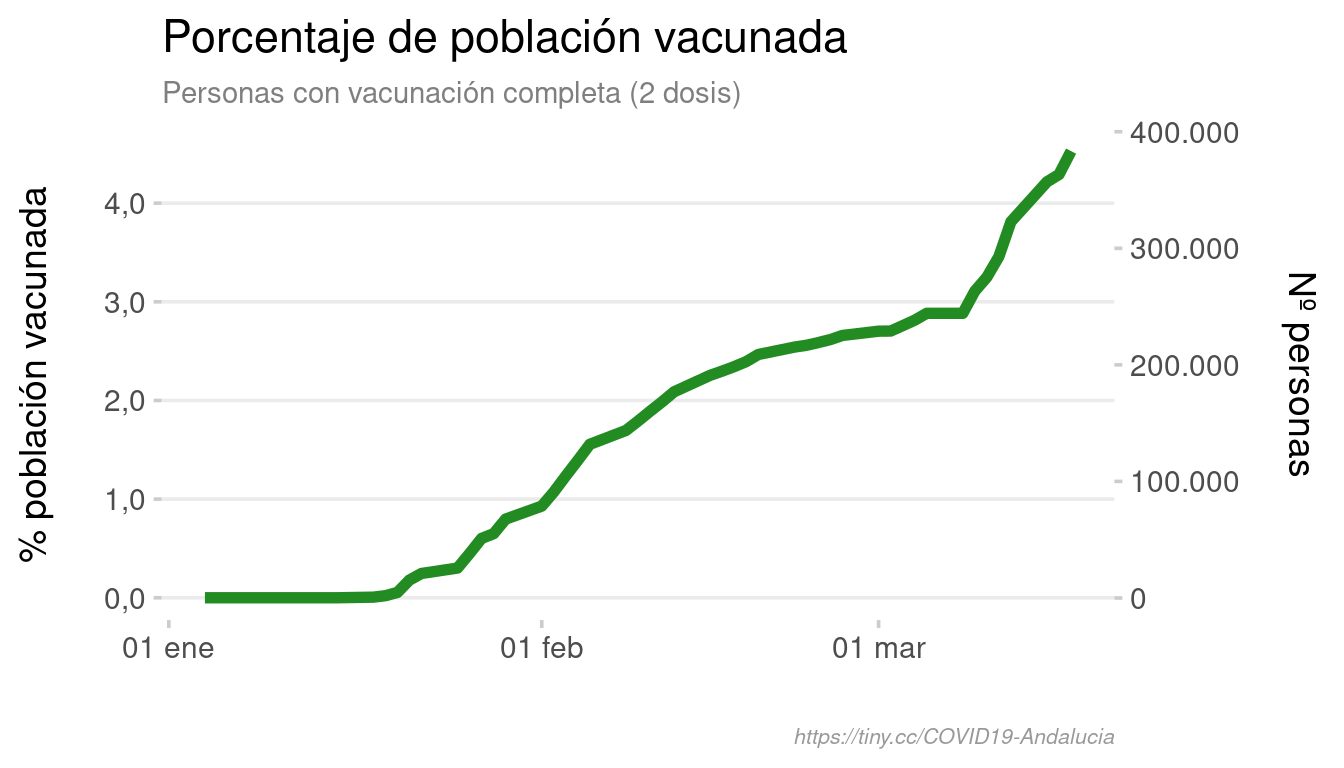 Porcentaje de población vacunada
Personas con vacunación completa (2 dosis)
% población vacunada
4,0
3,0
2,0
1,0
0,0
400.000
300.000
200.000
100.000
0
Nº personas
01 ene
01 feb
01 mar
https://tiny.cc/COVID19-Andalucia